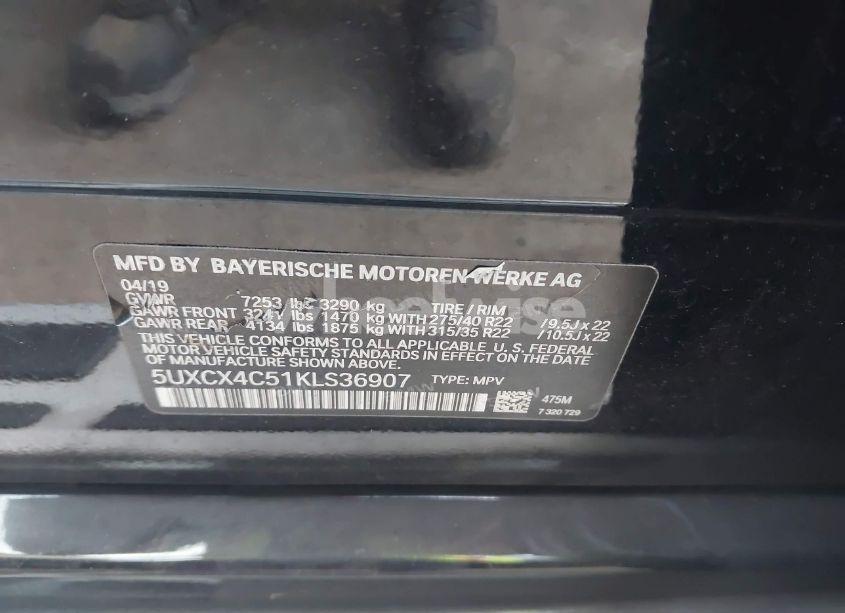 MFD BY BAYERISCHE MOTOREN WERKE AG
04/19
GVWR 7253 lbs 3290 kg TIRE / RIM
GAWR FRONT 3241 lbs 1470 kg WITH 275/40 R22 /9.5J x 22
GAWR REAR 4134 lbs 1875 kg WITH 315/35 R22 /10.5J x 22
THIS VEHICLE CONFORMS TO ALL APPLICABLE U.S. FEDERAL
MOTOR VEHICLE SAFETY STANDARDS IN EFFECT ON THE DATE
OF MANUFACTURE SHOWN ABOVE.
5UXCX4C51KLS36907 TYPE: MPV
475M
7 320 729